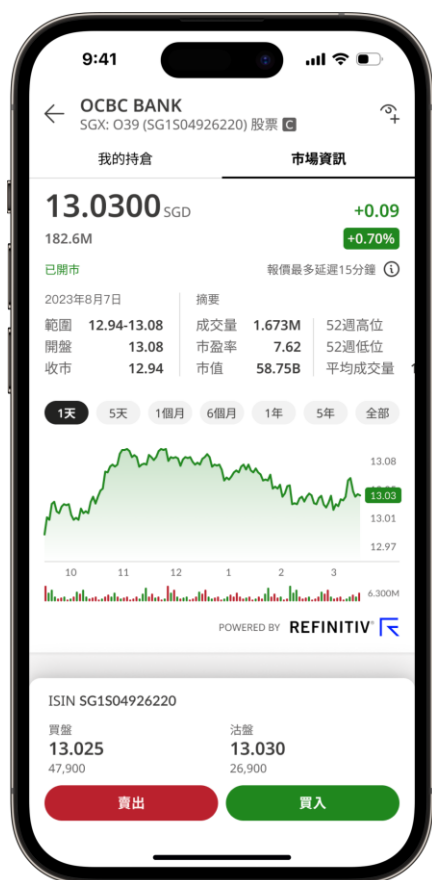 9:41
OCBC BANK
SGX: O39 (SG1S04926220) 股票 C
我的持倉 市場資訊
13.0300 SGD +0.09
182.6M +0.70%
已開市 報價最多延遲15分鐘
2023年8月7日 摘要
範圍 12.94-13.08 成交量 1.673M 52週高位
開盤 13.08 市盈率 7.62 52週低位
收市 12.94 市值 58.75B 平均成交量
1天 5天 1個月 6個月 1年 5年 全部
13.08
13.03
13.01
12.97
10 11 12 1 2 3
6.300M
POWERED BY REFINITIV
ISIN SG1S04926220
買盤 沽盤
13.025 13.030
47,900 26,900
賣出 買入